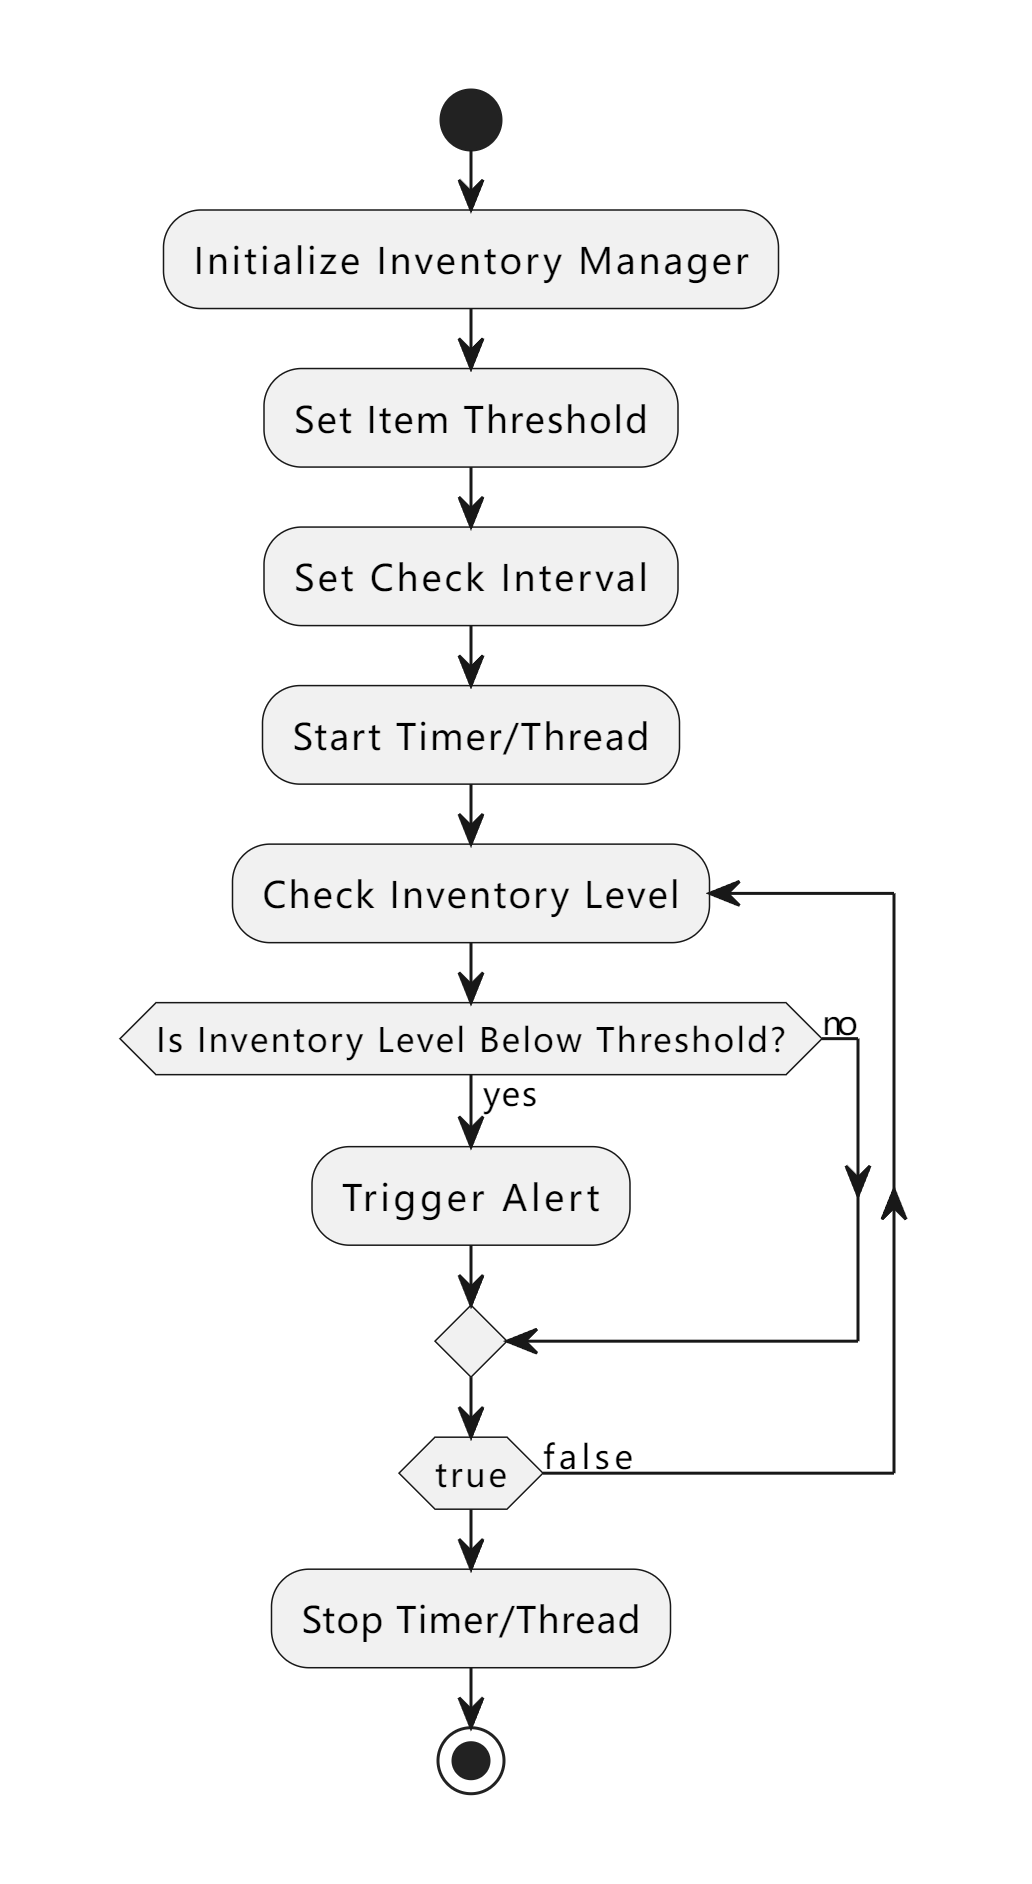 Initialize Inventory Manager
Set Item Threshold
Set Check Interval
Start Timer/Thread
Check Inventory Level
Is Inventory Level Below Threshold?
no
yes
Trigger Alert
true
false
Stop Timer/Thread